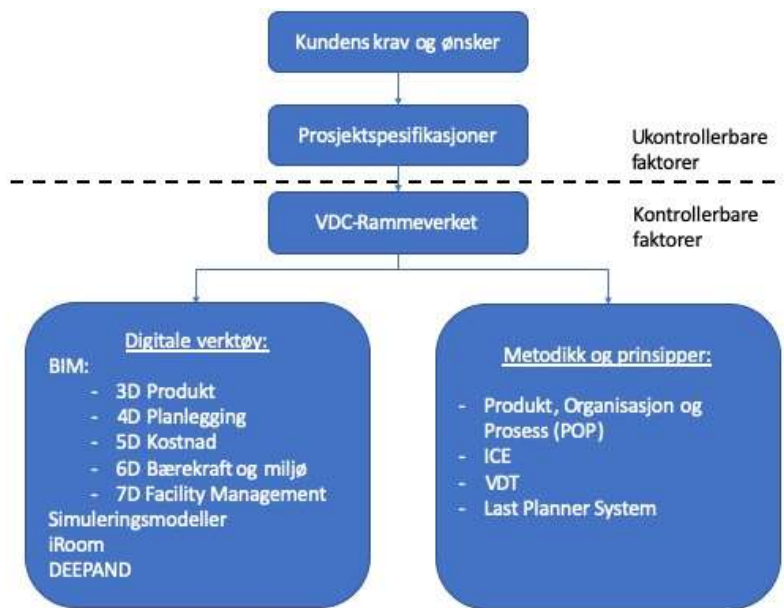 Kundens krav og ønsker
Prosjektspesifikasjoner
Ukontrollerbare
faktorer
VDC-Rammeverket
Kontrollerbare
faktorer
Digitale verktøy:
BIM:
- 3D Produkt
- 4D Planlegging
- 5D Kostnad
- 6D Bærekraft og miljø
- 7D Facility Management
Simuleringsmodeller
iRoom
DEEPAND
Metodikk og prinsipper:
- Produkt, Organisasjon og
Prosess (POP)
- ICE
- VDT
- Last Planner System